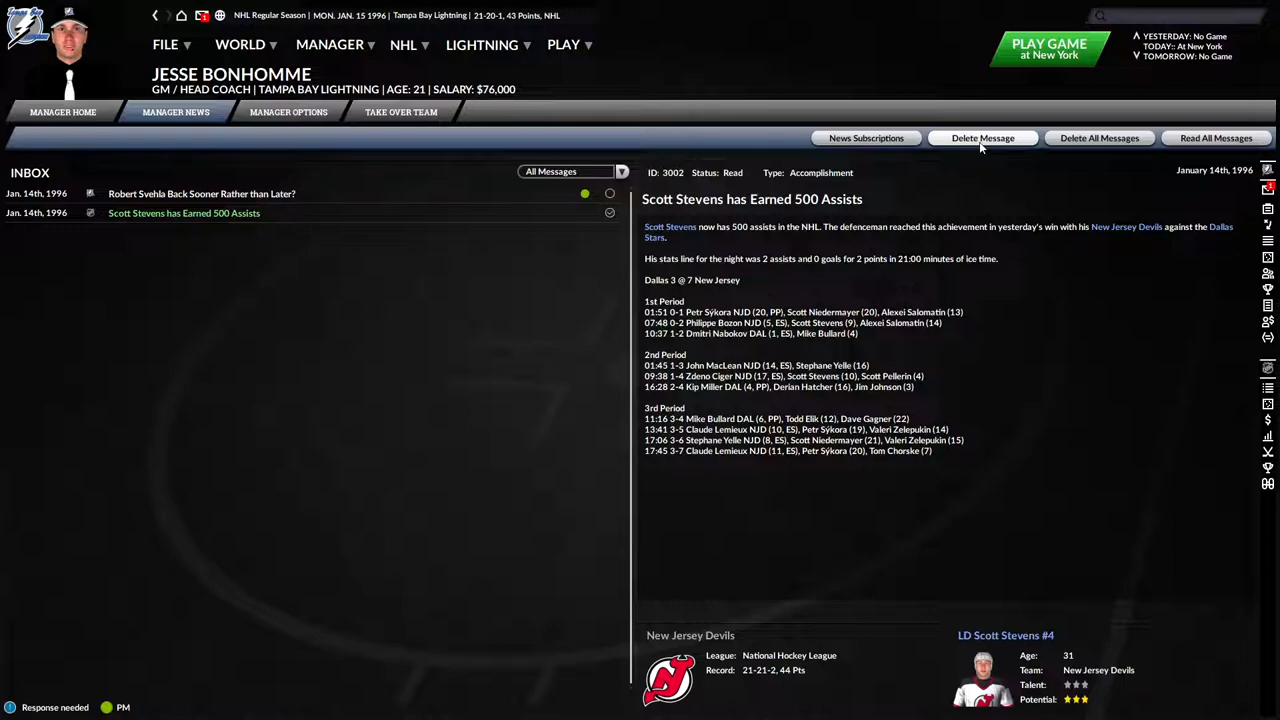 NHL Regular Season | MON. JAN. 15 1996 | Tampa Bay Lightning | 21-20-1, 43 Points, NHL
FILE WORLD MANAGER NHL LIGHTNING PLAY
PLAY GAME
at New York
YESTERDAY: No Game
TODAY:: At New York
TOMORROW: No Game
JESSE BONHOMME
GM / HEAD COACH | TAMPA BAY LIGHTNING | AGE: 21 | SALARY: $76,000
MANAGER HOME MANAGER NEWS MANAGER OPTIONS TAKE OVER TEAM
News Subscriptions Delete Message Delete All Messages Read All Messages
INBOX
All Messages
Jan. 14th, 1996 Robert Svehla Back Sooner Rather than Later?
Jan. 14th, 1996 Scott Stevens has Earned 500 Assists
ID: 3002 Status: Read Type: Accomplishment
January 14th, 1996
Scott Stevens has Earned 500 Assists
Scott Stevens now has 500 assists in the NHL. The defenceman reached this achievement in yesterday's win with his New Jersey Devils against the Dallas
Stars.
His stats line for the night was 2 assists and 0 goals for 2 points in 21:00 minutes of ice time.
Dallas 3 @ 7 New Jersey
1st Period
01:51 0-1 Petr Sýkora NJD (20, PP), Scott Niedermayer (20), Alexei Salomatin (13)
07:48 0-2 Philippe Bozon NJD (5, ES), Scott Stevens (9), Alexei Salomatin (14)
10:37 1-2 Dmitri Nabokov DAL (1, ES), Mike Bullard (4)
2nd Period
01:45 1-3 John MacLean NJD (14, ES), Stephane Yelle (16)
09:38 1-4 Zdeno Ciger NJD (17, ES), Scott Stevens (10), Scott Pellerin (4)
16:28 2-4 Kip Miller DAL (4, PP), Derian Hatcher (16), Jim Johnson (3)
3rd Period
11:16 3-4 Mike Bullard DAL (6, PP), Todd Elik (12), Dave Gagner (22)
13:41 3-5 Claude Lemieux NJD (10, ES), Petr Sýkora (19), Valeri Zelepukin (14)
17:06 3-6 Stephane Yelle NJD (8, ES), Scott Niedermayer (21), Valeri Zelepukin (15)
17:45 3-7 Claude Lemieux NJD (11, ES), Petr Sýkora (20), Tom Chorske (7)
New Jersey Devils
League: National Hockey League
Record: 21-21-2, 44 Pts
LD Scott Stevens #4
Age: 31
Team: New Jersey Devils
Talent:
Potential:
Response needed PM